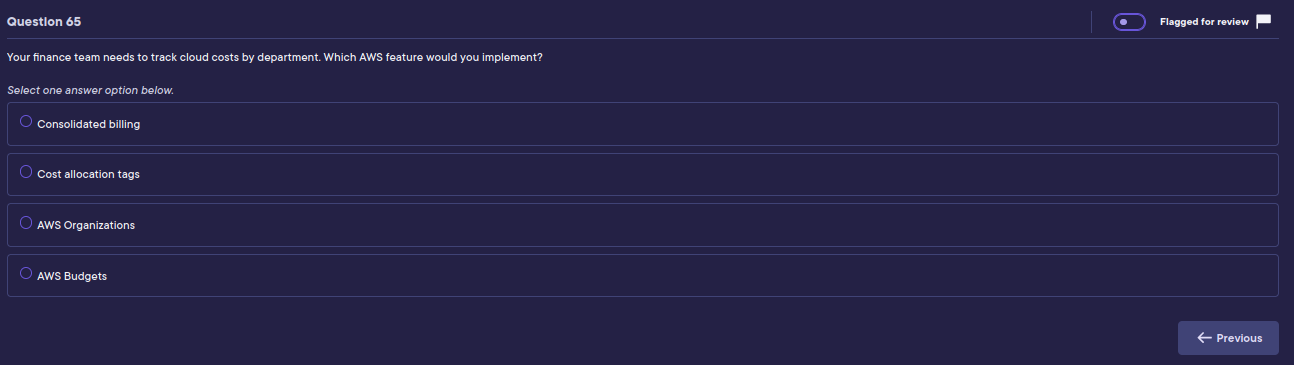 Question 65
Flagged for review
Your finance team needs to track cloud costs by department. Which AWS feature would you implement?
Select one answer option below.
Consolidated billing
Cost allocation tags
AWS Organizations
AWS Budgets
Previous